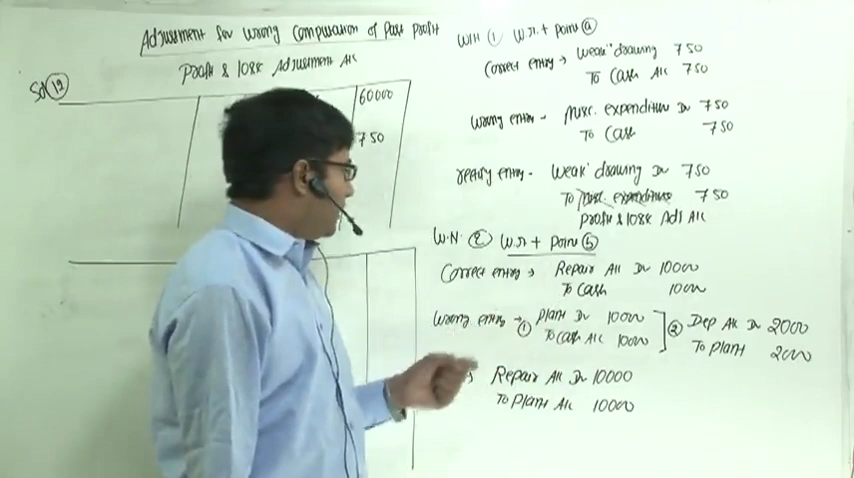 Adjustment for wrong computation of Past Profit
Profit & loss Adjustment A/c
Sol (19)
60000
750
W.N (1) W.r.t Point (a)
Correct entry → Weak" drawing 750
To Cash A/c 750
Wrong entry - Misc. expenditure Dr 750
To Cash 750
rectify entry - Weak" drawing Dr 750
To Misc. expenditure 750
Profit & loss Adj A/c
W.N. (2) W.r.t Point (b)
Correct entry → Repair A/c Dr 10000
To Cash 10000
Wrong entry → (1) Plant Dr 10000
To Cash A/c 10000
(2) Dep A/c Dr 2000
To Plant 2000
Repair A/c Dr 10000
To Plant A/c 10000